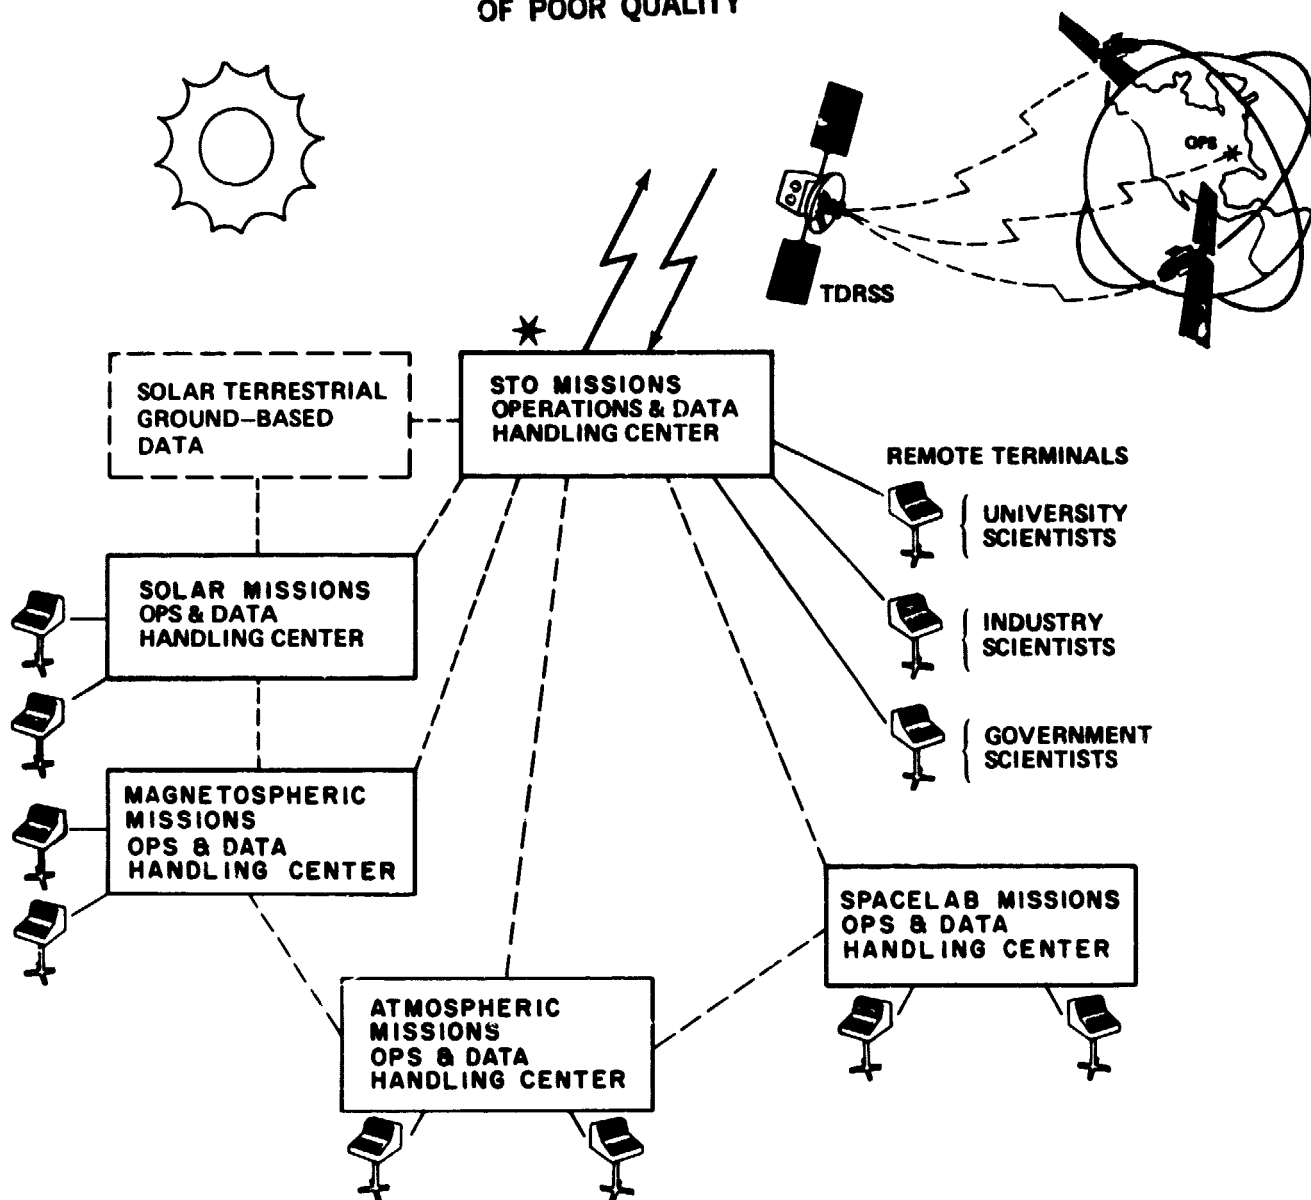 OF POOR QUALITY
OPS
TDRSS
SOLAR TERRESTRIAL
GROUND-BASED
DATA
STO MISSIONS
OPERATIONS & DATA
HANDLING CENTER
REMOTE TERMINALS
UNIVERSITY
SCIENTISTS
SOLAR MISSIONS
OPS & DATA
HANDLING CENTER
INDUSTRY
SCIENTISTS
GOVERNMENT
SCIENTISTS
MAGNETOSPHERIC
MISSIONS
OPS & DATA
HANDLING CENTER
SPACELAB MISSIONS
OPS & DATA
HANDLING CENTER
ATMOSPHERIC
MISSIONS
OPS & DATA
HANDLING CENTER